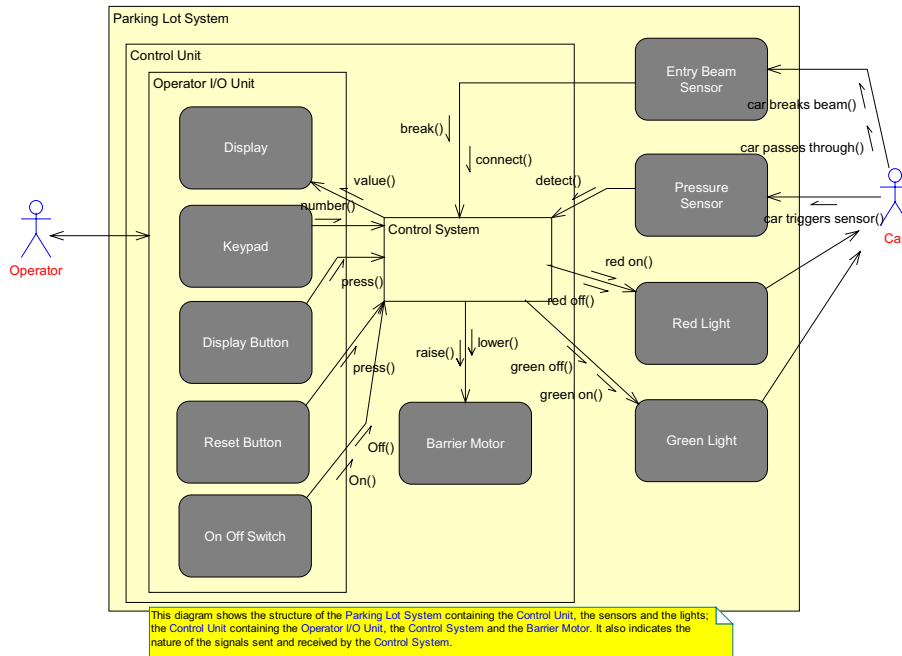 Parking Lot System
Control Unit
Operator I/O Unit
Entry Beam
Sensor
car breaks beam()
Display
break()
connect()
car passes through()
value()
detect()
Pressure
Sensor
number()
car triggers sensor()
Keypad
Control System
Operator
Ca
press()
red on()
red off()
Display Button
Red Light
raise()
lower()
press()
green off()
green on()
Reset Button
Off()
Barrier Motor
Green Light
On()
On Off Switch
This diagram shows the structure of the Parking Lot System containing the Control Unit, the sensors and the lights;
the Control Unit containing the Operator I/O Unit, the Control System and the Barrier Motor. It also indicates the
nature of the signals sent and received by the Control System.